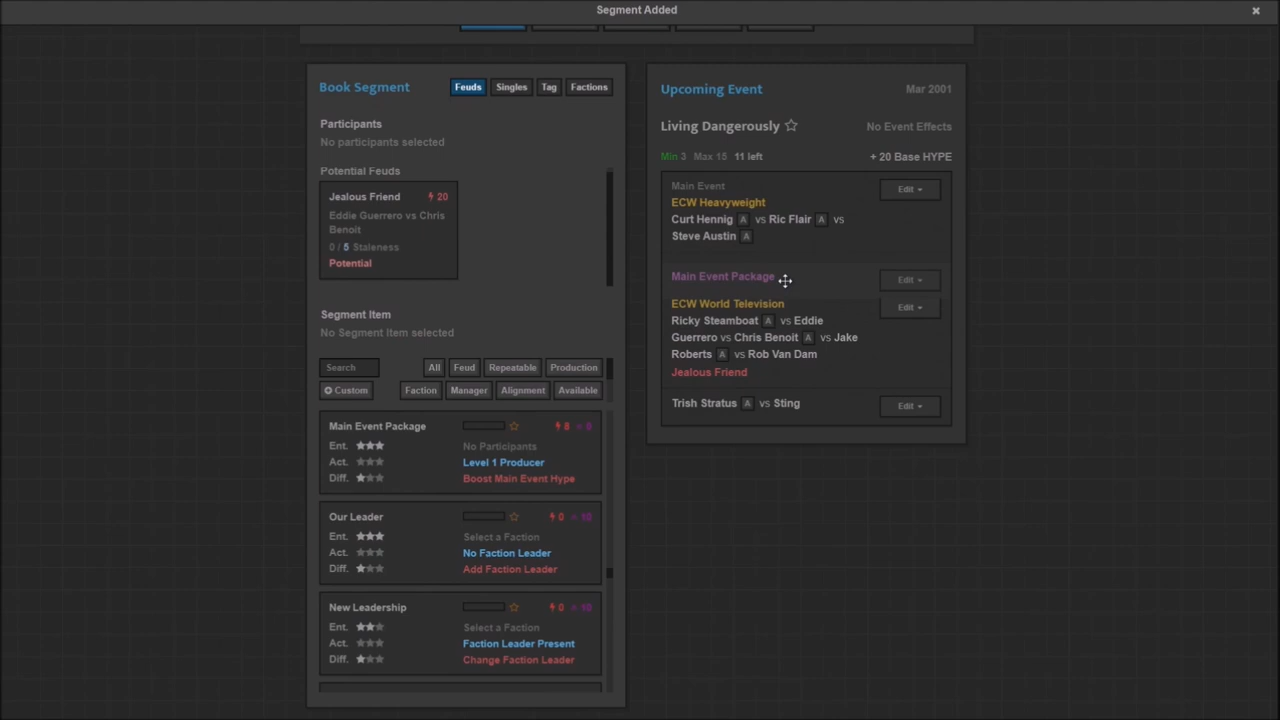 Segment Added
Book Segment
Feuds Singles Tag Factions
Participants
No participants selected
Potential Feuds
Jealous Friend 20
Eddie Guerrero vs Chris
Benoit
0 / 5 Staleness
Potential
Segment Item
No Segment Item selected
Search All Feud Repeatable Production
Custom Faction Manager Alignment Available
Main Event Package 8 0
Ent. No Participants
Act. Level 1 Producer
Diff. Boost Main Event Hype
Our Leader 0 10
Ent. Select a Faction
Act. No Faction Leader
Diff. Add Faction Leader
New Leadership 0 10
Ent. Select a Faction
Act. Faction Leader Present
Diff. Change Faction Leader
Upcoming Event Mar 2001
Living Dangerously No Event Effects
Min 3 Max 15 11 left + 20 Base HYPE
Main Event Edit
ECW Heavyweight
Curt Hennig A vs Ric Flair A vs
Steve Austin A
Main Event Package Edit
ECW World Television Edit
Ricky Steamboat A vs Eddie
Guerrero vs Chris Benoit A vs Jake
Roberts A vs Rob Van Dam
Jealous Friend
Trish Stratus A vs Sting Edit